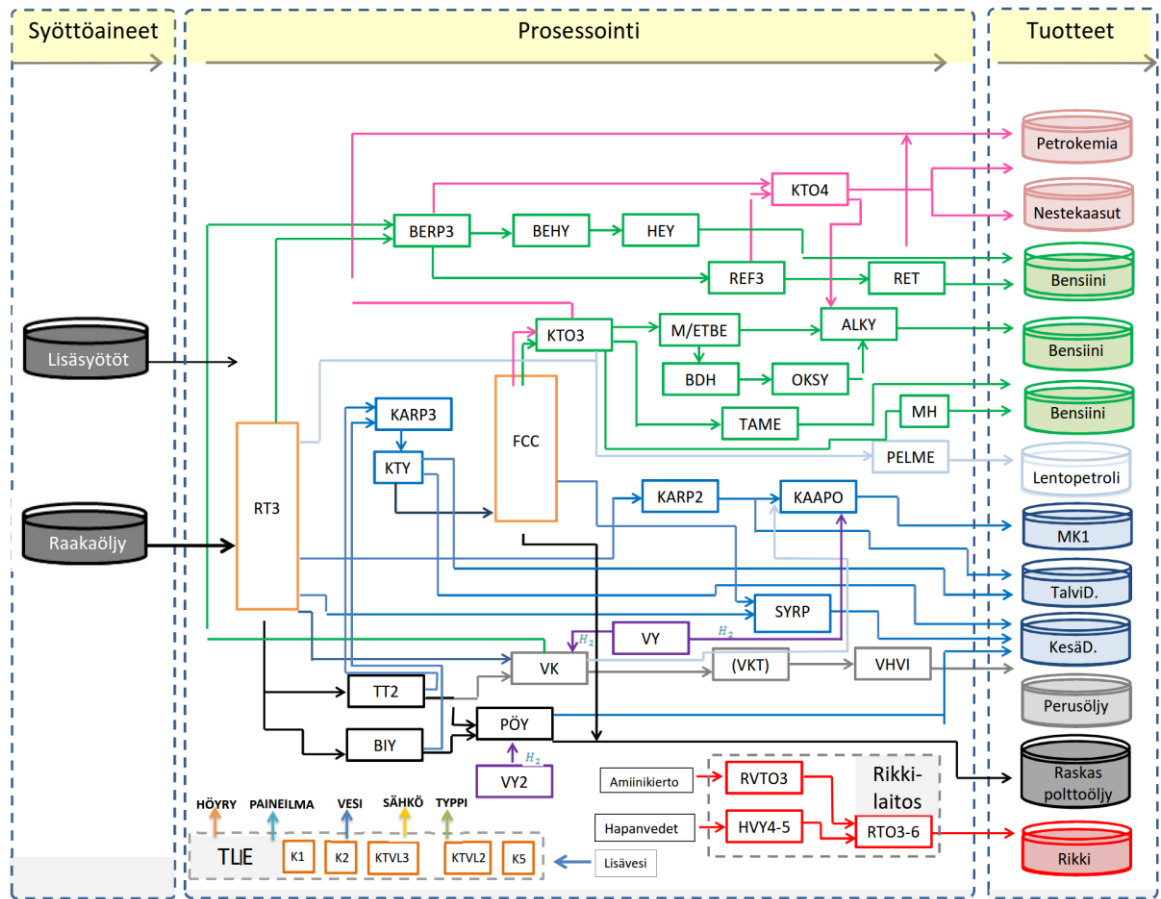 Syöttöaineet
Prosessointi
Tuotteet
Petrokemia
KTO4
Nestekaasut
BERP3
BEHY
HEY
Bensiini
REF3
RET
Lisäsyötöt
KTO3
M/ETBE
ALKY
Bensiini
BDH
OKSY
KARP3
FCC
TAME
MH
Bensiini
KTY
PELME
Lentopetroli
RT3
KARP2
KAAPO
Raakaöljy
MK1
TalviD.
SYRP
VY
H2
H2
KesäD.
VK
(VKT)
VHVI
TT2
Perusöljy
PÖY
BIY
H2
VY2
Amiinikierto
RVTO3
Rikki-
laitos
Raskas
polttoöljy
HÖYRY
PAINEILMA
VESI
SÄHKÖ
TYPPI
Hapanvedet
HVY4-5
RTO3-6
TLJE
K1
K2
KTVL3
KTVL2
K5
Lisävesi
Rikki